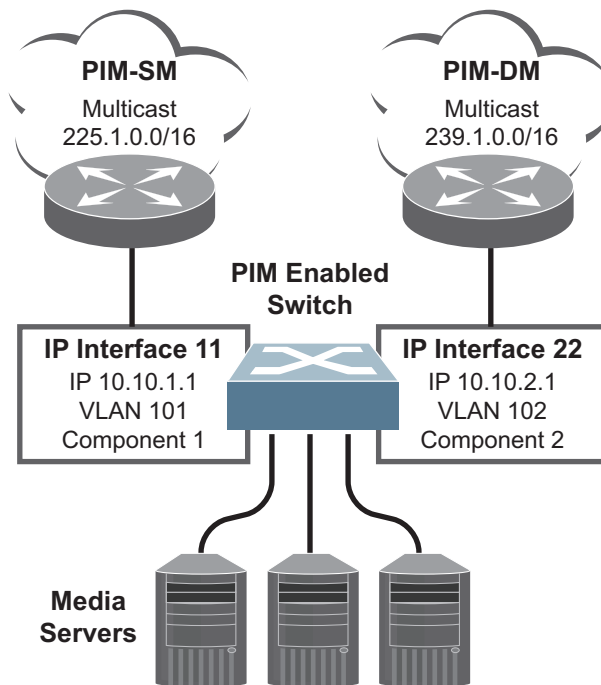 PIM-SM
Multicast
225.1.0.0/16
PIM-DM
Multicast
239.1.0.0/16
PIM Enabled
Switch
IP Interface 11
IP 10.10.1.1
VLAN 101
Component 1
IP Interface 22
IP 10.10.2.1
VLAN 102
Component 2
Media
Servers